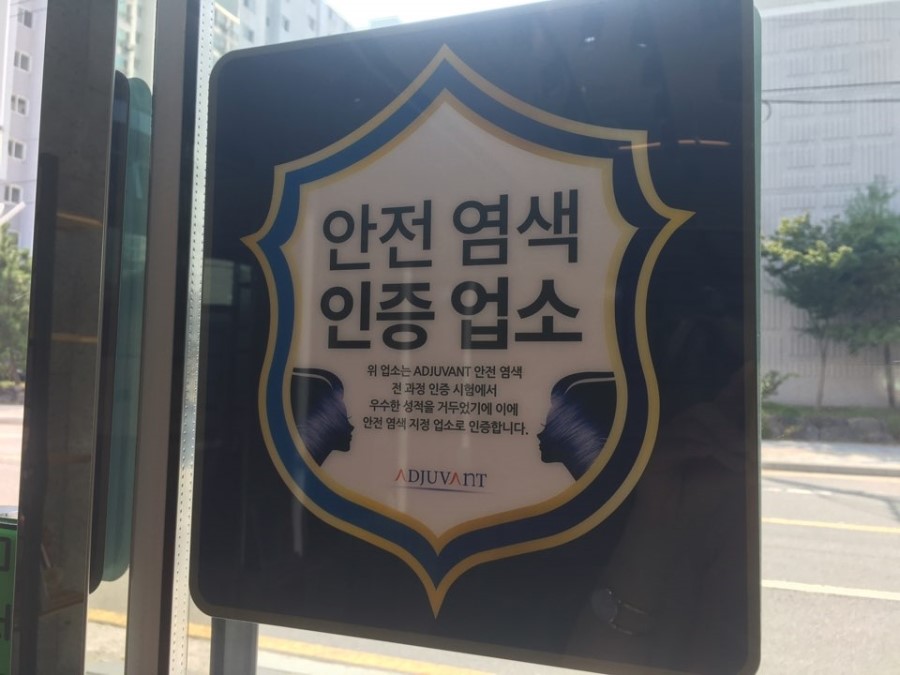 안전 염색
인증 업소
위 업소는 ADJUVANT 안전 염색
전 과정 인증 시험에서
우수한 성적을 거두었기에 이에
안전 염색 지정 업소로 인증합니다.
ADJUVANT